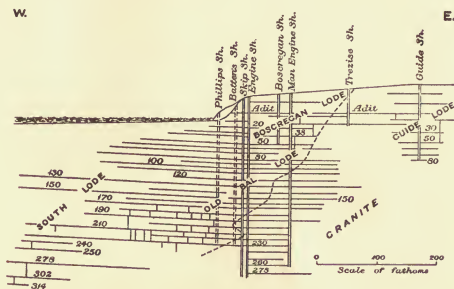 W.
E.
Phillips Sh.
Battens Sh.
Skip Sh.
Engine Sh.
Boscregan Sh.
Man Engine Sh.
Trezise Sh.
Guide Sh.
Adit
Adit
BOSCREGAN LODE
GUIDE LODE
OLD BAL LODE
SOUTH LODE
GRANITE
20
38
50
80
30
50
80
100
120
130
150
150
170
190
210
230
240
250
260
275
278
302
314
0 100 200
Scale of fathoms